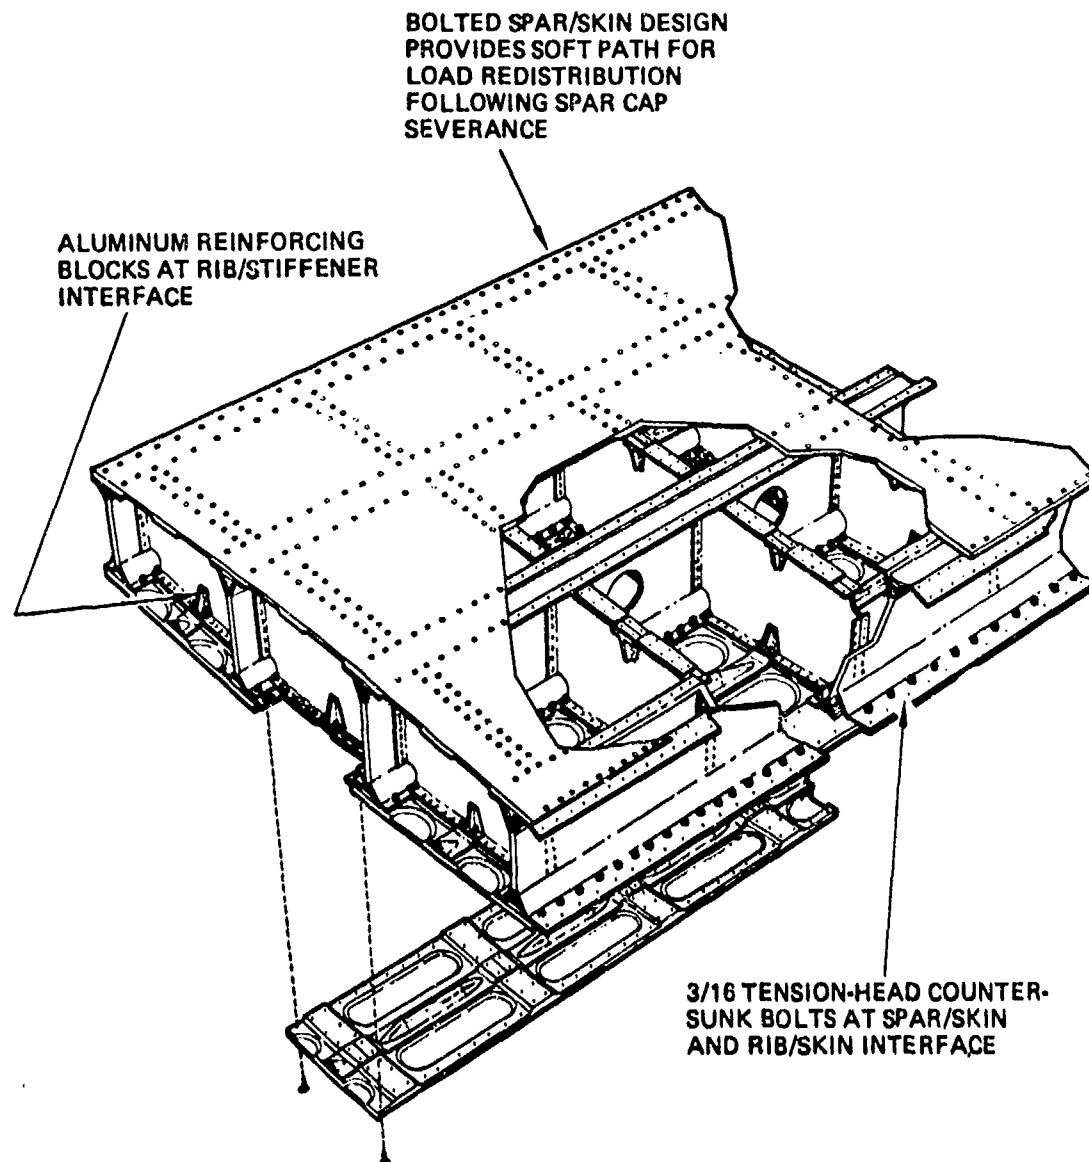 BOLTED SPAR/SKIN DESIGN
PROVIDES SOFT PATH FOR
LOAD REDISTRIBUTION
FOLLOWING SPAR CAP
SEVERANCE
ALUMINUM REINFORCING
BLOCKS AT RIB/STIFFENER
INTERFACE
3/16 TENSION-HEAD COUNTER-
SUNK BOLTS AT SPAR/SKIN
AND RIB/SKIN INTERFACE